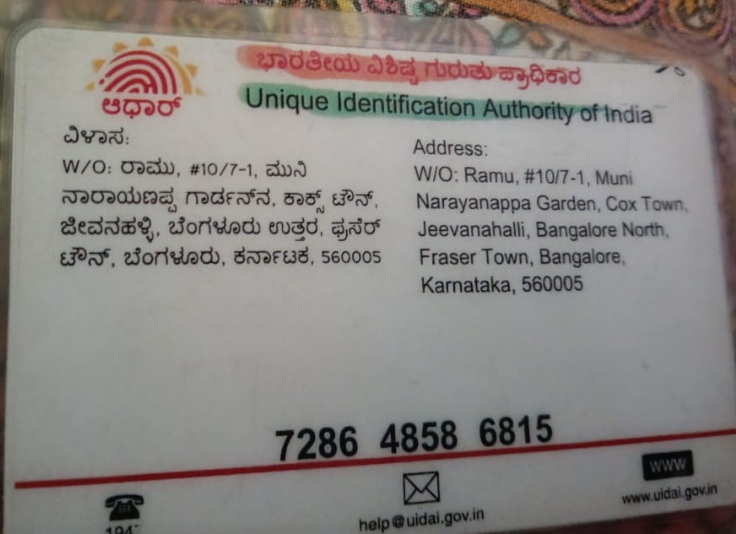 ಭಾರತೀಯ ವಿಶಿಷ್ಟ ಗುರುತು ಪ್ರಾಧಿಕಾರ
Unique Identification Authority of India
ಆಧಾರ್
ವಿಳಾಸ:
W/O: ರಾಮು, #10/7-1, ಮುನಿ
ನಾರಾಯಣಪ್ಪ ಗಾರ್ಡನ್ನ, ಕಾಕ್ಸ್ ಟೌನ್,
ಜೀವನಹಳ್ಳಿ, ಬೆಂಗಳೂರು ಉತ್ತರ, ಫ್ರಸೆರ್
ಟೌನ್, ಬೆಂಗಳೂರು, ಕರ್ನಾಟಕ, 560005
Address:
W/O: Ramu, #10/7-1, Muni
Narayanappa Garden, Cox Town,
Jeevanahalli, Bangalore North,
Fraser Town, Bangalore,
Karnataka, 560005
7286 4858 6815
help@uidai.gov.in
WWW
www.uidai.gov.in